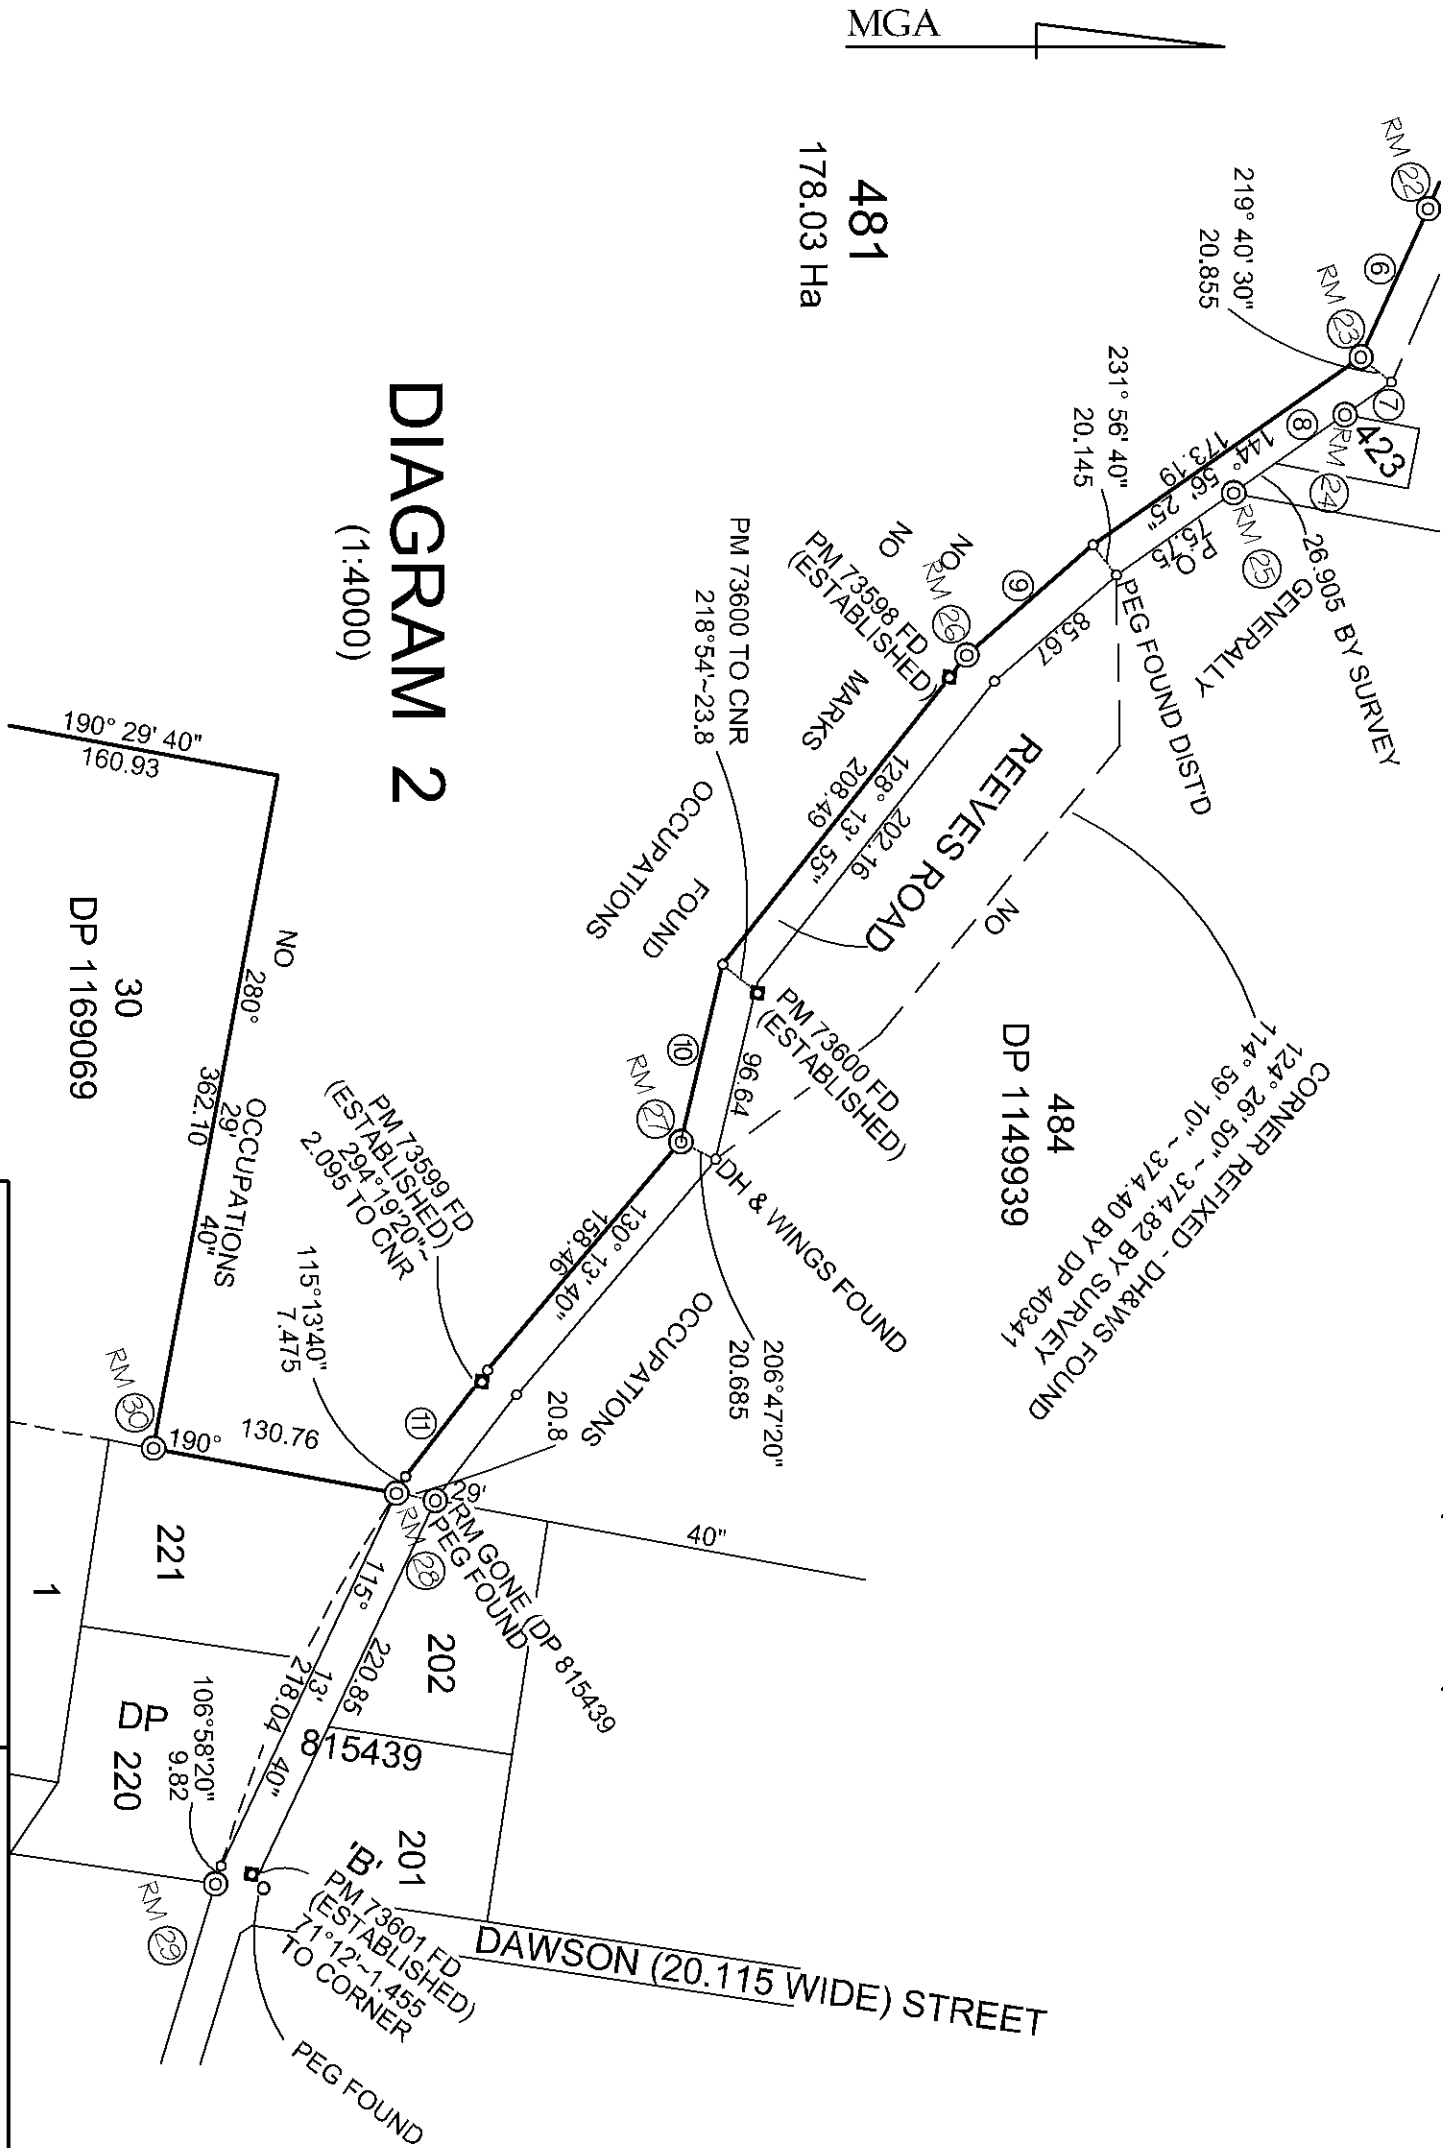 MGA
481
178.03 Ha
DIAGRAM 2
(1:4000)
RM 22
6
219° 40' 30"
20.855
RM 23
7
423
8
RM 24
144° 56' 25"
173.19
26.905 BY SURVEY
RM 25
GENERALLY
P.O.
75.75
231° 56' 40"
20.145
PEG FOUND DIST'D
9
85.67
NO
NO
RM 26
PM 73598 FD
(ESTABLISHED)
MARKS
FOUND
OCCUPATIONS
REEVES ROAD
128° 13' 55"
208.49
202.16
NO
PM 73600 TO CNR
218°54'~23.8
PM 73600 FD
(ESTABLISHED)
484
DP 1149939
CORNER REFIXED - DH&WS FOUND
124° 26' 50" ~ 374.82 BY SURVEY
114° 59' 10" ~ 374.40 BY DP 40341
10
96.64
RM 27
DH & WINGS FOUND
206°47'20"
20.685
130° 13' 40"
158.46
OCCUPATIONS
PM 73599 FD
(ESTABLISHED)
294°19'20"~
2.095 TO CNR
11
115°13'40"
7.475
20.8
190° 29' 40"
160.93
NO OCCUPATIONS
280° 29' 40"
362.10
30
DP 1169069
RM 30
190° 29' 40"
130.76
RM 28
RM GONE (DP 815439
PEG FOUND
221
1
202
115° 13' 40"
218.04
220.85
DP 815439
220
201
106°58'20"
9.82
RM 29
'B'
PM 73601 FD
(ESTABLISHED)
71°12'~1.455
TO CORNER
PEG FOUND
DAWSON (20.115 WIDE) STREET